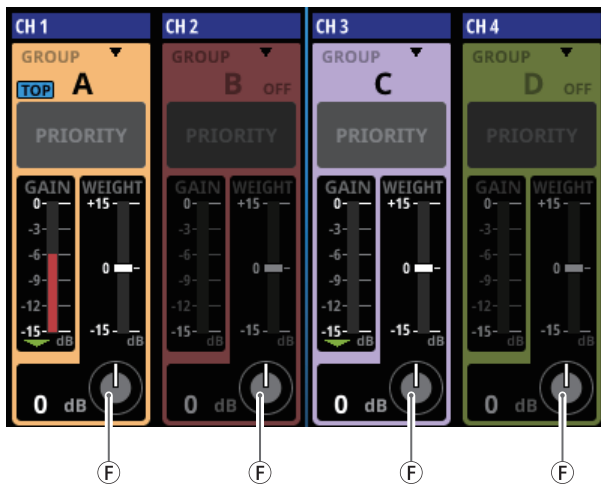 CH 1 CH 2 CH 3 CH 4
GROUP GROUP GROUP GROUP
TOP A B OFF C D OFF
PRIORITY PRIORITY PRIORITY PRIORITY
GAIN WEIGHT GAIN WEIGHT GAIN WEIGHT GAIN WEIGHT
0 +15 0 +15 0 +15 0 +15
-3 -3 -3 -3
-6 0 -6 0 -6 0 -6 0
-9 -9 -9 -9
-12 -12 -12 -12
-15 -15 -15 -15 -15 -15 -15 -15
dB dB dB dB dB dB dB dB
0 dB 0 dB 0 dB 0 dB
F F F F